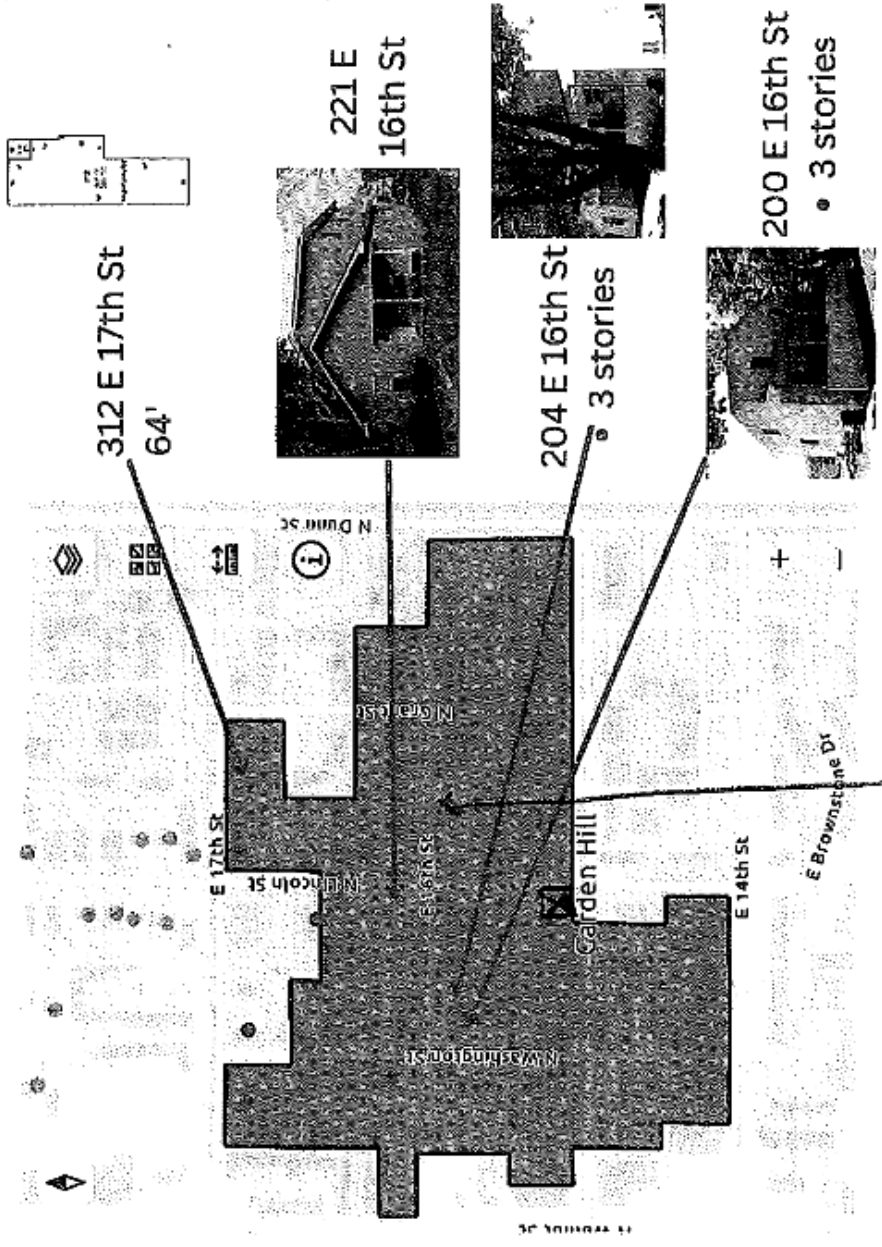 312 E 17th St
64'
221 E
16th St
204 E 16th St
• 3 stories
200 E 16th St
• 3 stories
E 17th St
N Lincoln St
N Grant St
N Dunn St
E 16th St
N Washington St
Garden Hill
E 14th St
E Brownstone Dr
i
+
−